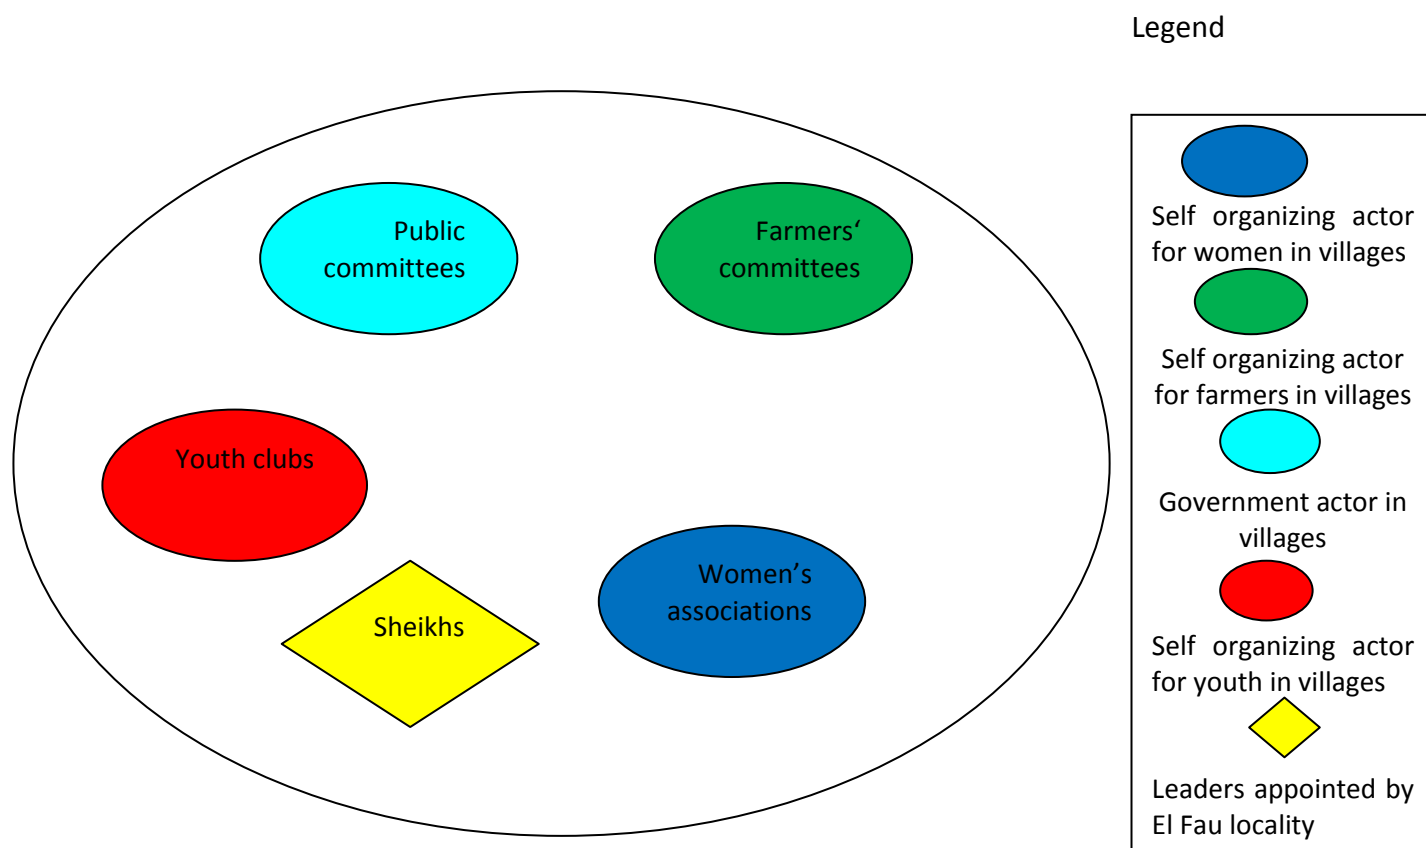 Legend
Public
committees
Farmers‘
committees
Youth clubs
Sheikhs
Women’s
associations
Self organizing actor
for women in villages
Self organizing actor
for farmers in villages
Government actor in
villages
Self organizing actor
for youth in villages
Leaders appointed by
El Fau locality